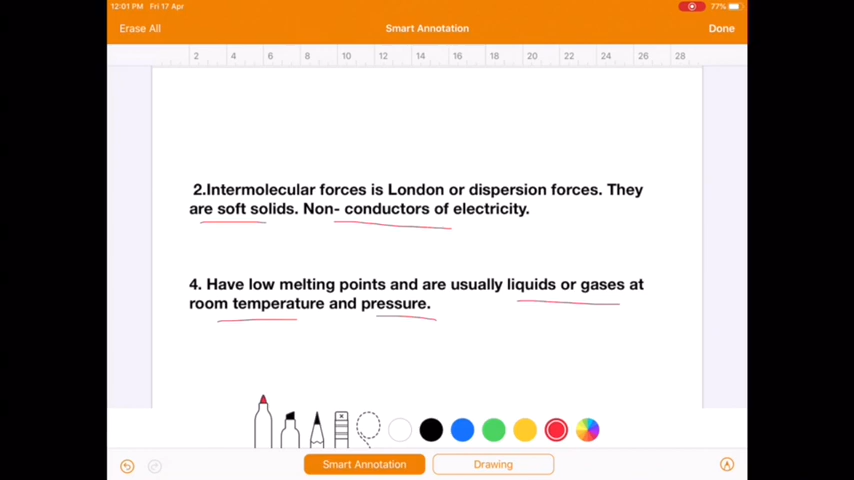 12:01 PM Fri 17 Apr 77%
Erase All Smart Annotation Done
2 4 6 8 10 12 14 16 18 20 22 24 26 28
2.Intermolecular forces is London or dispersion forces. They
are soft solids. Non- conductors of electricity.
4. Have low melting points and are usually liquids or gases at
room temperature and pressure.
Smart Annotation Drawing